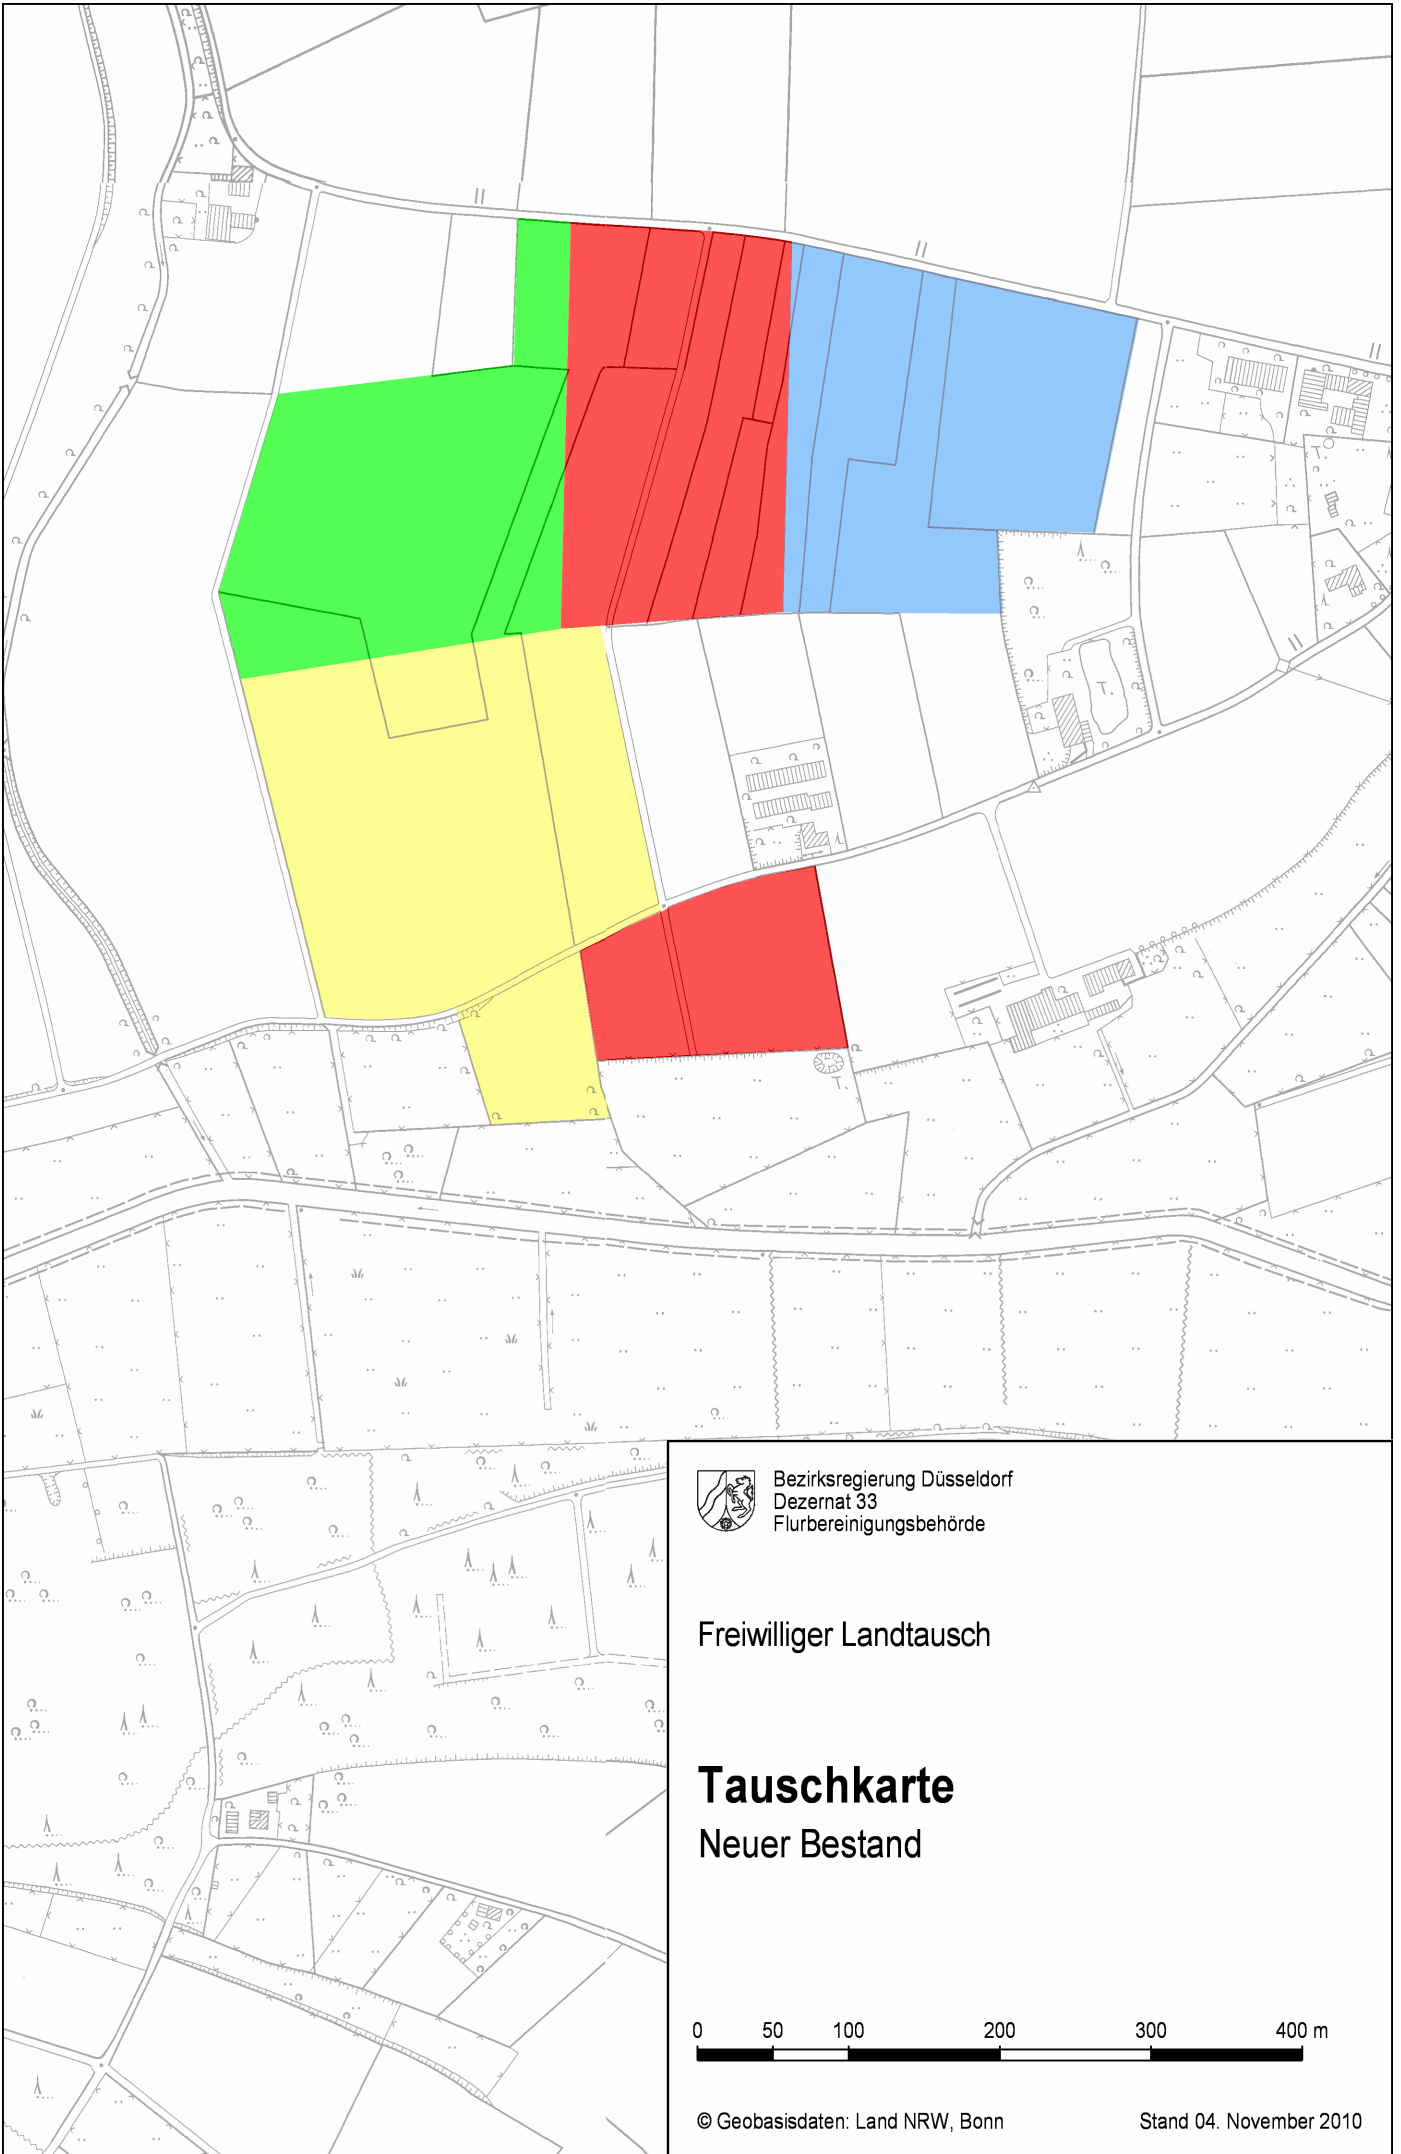 Bezirksregierung Düsseldorf
Dezernat 33
Flurbereinigungsbehörde
Freiwilliger Landtausch
Tauschkarte
Neuer Bestand
0 50 100 200 300 400 m
© Geobasisdaten: Land NRW, Bonn
Stand 04. November 2010